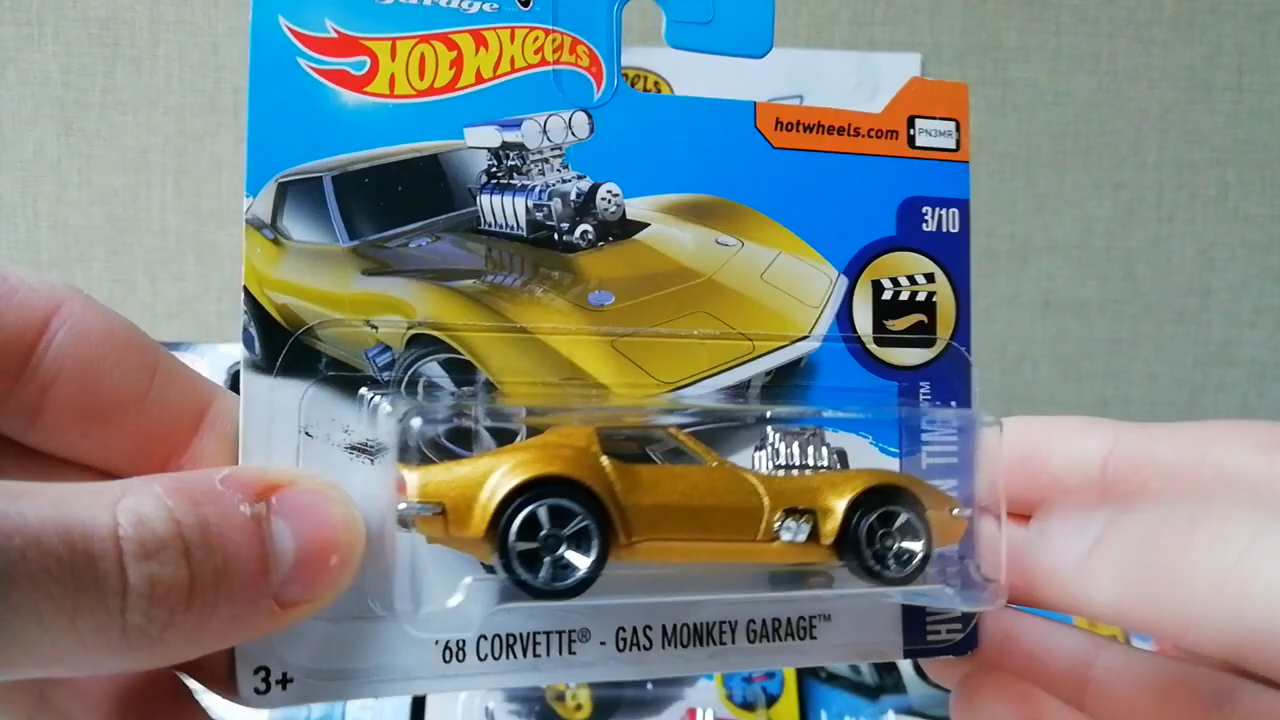 garage
HOT WHEELS
hotwheels.com
PN3MR
3/10
'68 CORVETTE® - GAS MONKEY GARAGE™
3+